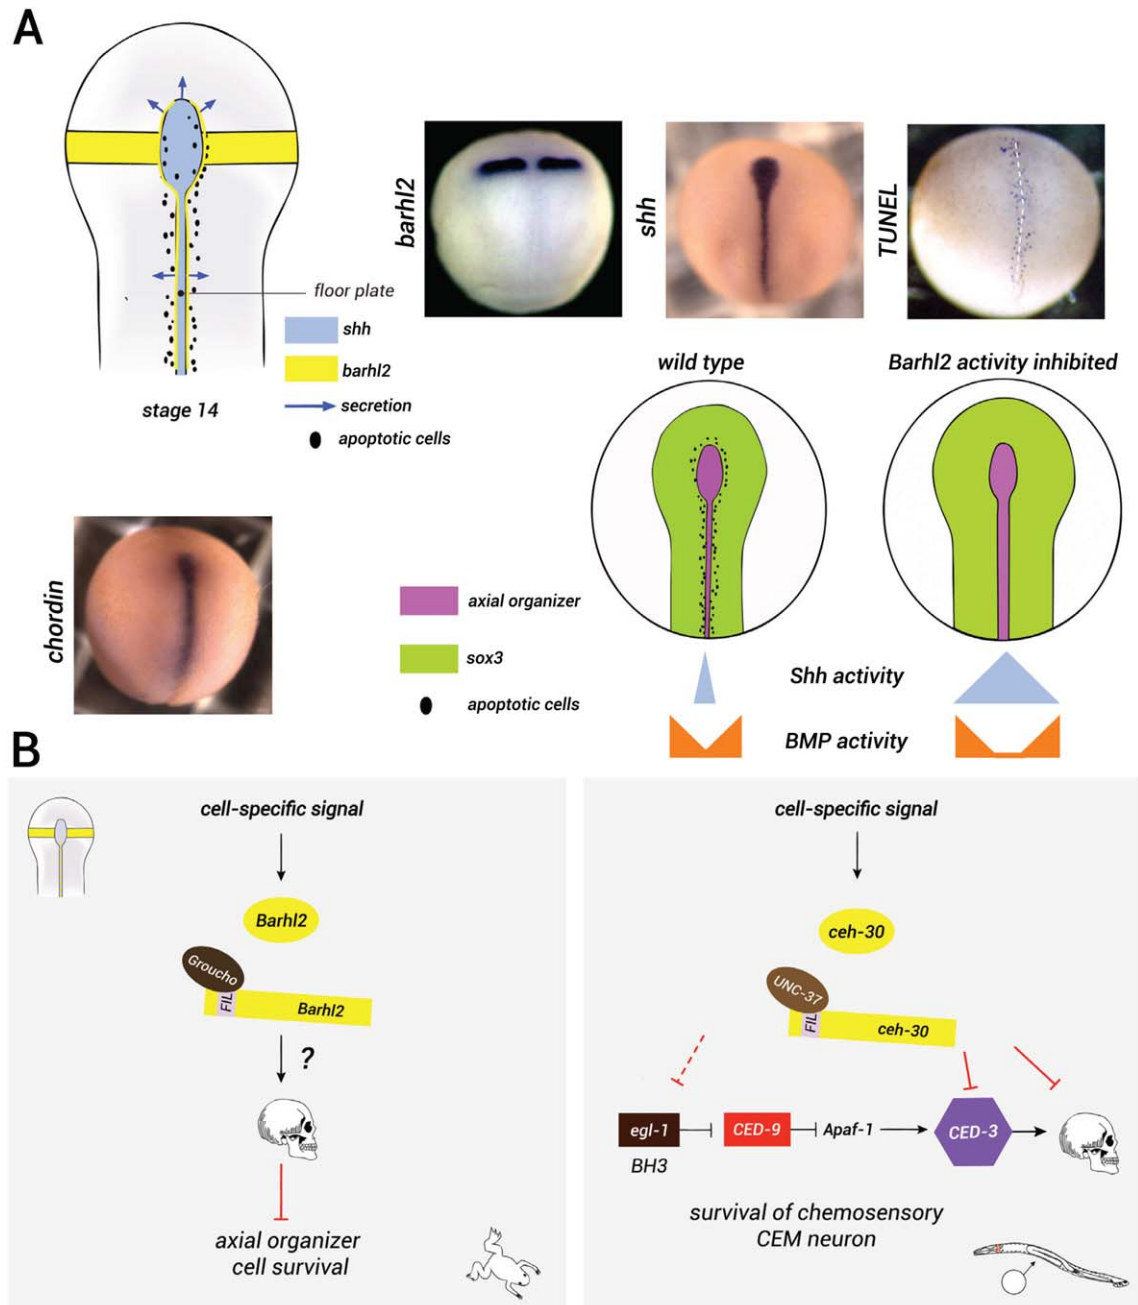 A
barhl2
shh
TUNEL
floor plate
shh
barhl2
secretion
apoptotic cells
stage 14
wild type
Barhl2 activity inhibited
chordin
axial organizer
sox3
apoptotic cells
Shh activity
BMP activity
B
cell-specific signal
Barhl2
Groucho
FIL
Barhl2
?
axial organizer
cell survival
cell-specific signal
ceh-30
UNC-37
FIL
ceh-30
egl-1
CED-9
Apaf-1
CED-3
BH3
survival of chemosensory
CEM neuron